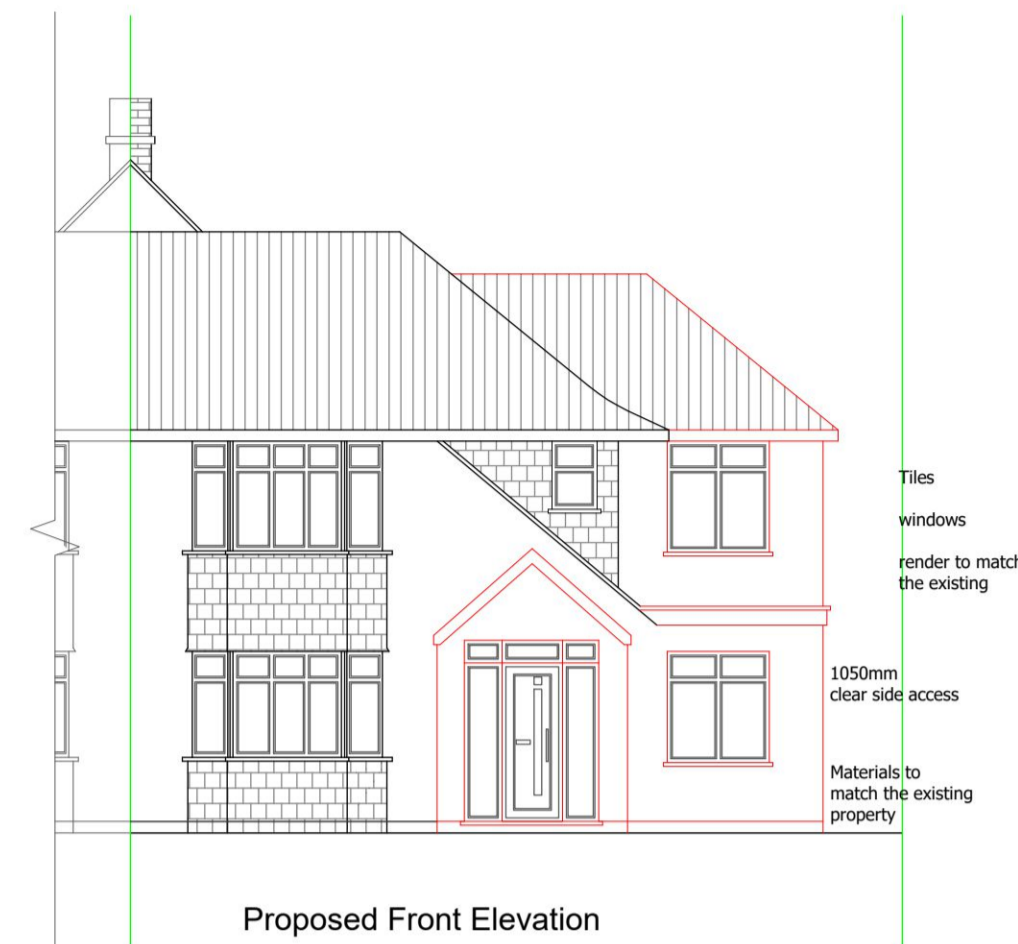 Tiles
windows
render to match
the existing
1050mm
clear side access
Materials to
match the existing
property
Proposed Front Elevation